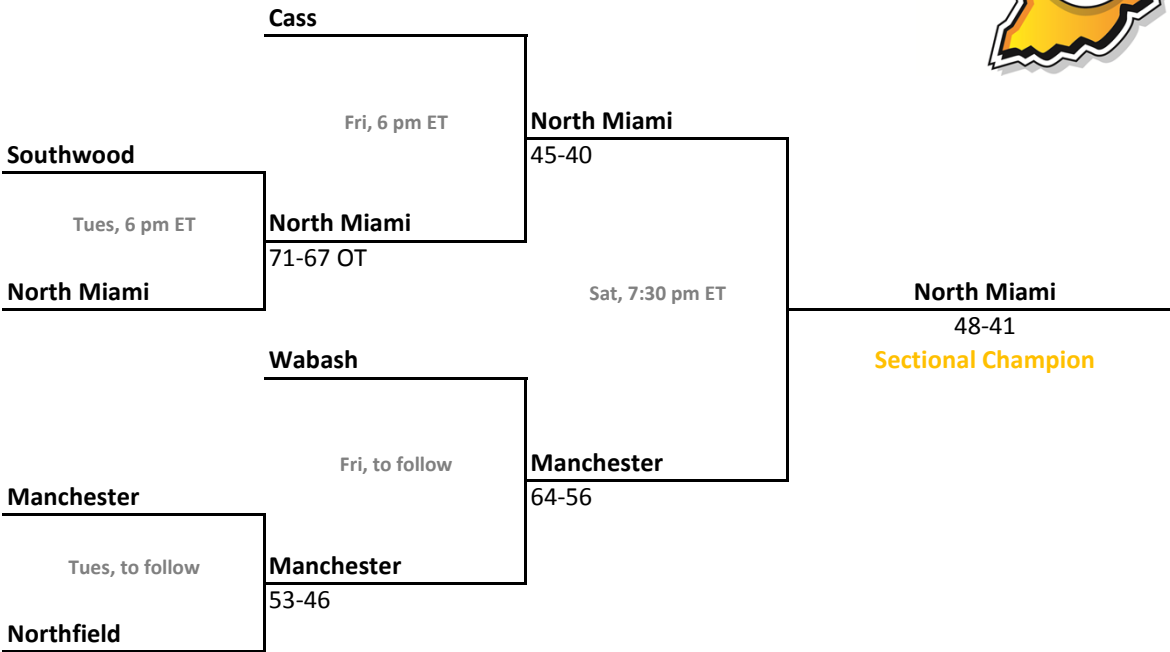 Cass
Fri, 6 pm ET
North Miami
45-40
Southwood
Tues, 6 pm ET
North Miami
71-67 OT
North Miami
Sat, 7:30 pm ET
North Miami
48-41
Sectional Champion
Wabash
Fri, to follow
Manchester
64-56
Manchester
Tues, to follow
Manchester
53-46
Northfield